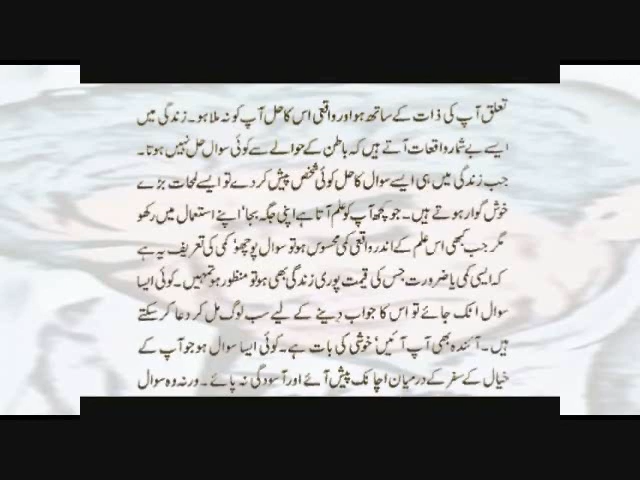 تعلق آپ کی ذات کے ساتھ ہو اور واقعی اس کا حل آپ کو نہ ملا ہو۔ زندگی میں
ایسے بے شمار واقعات آتے ہیں کہ باطن کے حوالے سے کوئی سوال حل نہیں ہوتا۔
جب زندگی میں ہی ایسے سوال کا حل کوئی شخص پیش کر دے تو ایسے لمحات بڑے
خوش گوار ہوتے ہیں۔ جو کچھ آپ کو علم آتا ہے اپنی جگہ بجا' اپنے استعمال میں رکھو
مگر جب کبھی اس علم کے اندر واقعی کمی محسوس ہو تو سوال پوچھو' کمی کی تعریف یہ ہے
کہ ایسی کمی یا ضرورت جس کی قیمت پوری زندگی بھی ہو تو منظور ہو تمہیں۔ کوئی ایسا
سوال اٹک جائے تو اس کا جواب دینے کے لیے سب لوگ مل کر دعا کر سکتے
ہیں۔ آئندہ بھی آپ آئیں' خوشی کی بات ہے۔ کوئی ایسا سوال ہو جو آپ کے
خیال کے سفر کے درمیان اچانک پیش آئے اور آسودگی نہ پائے۔ ورنہ وہ سوال